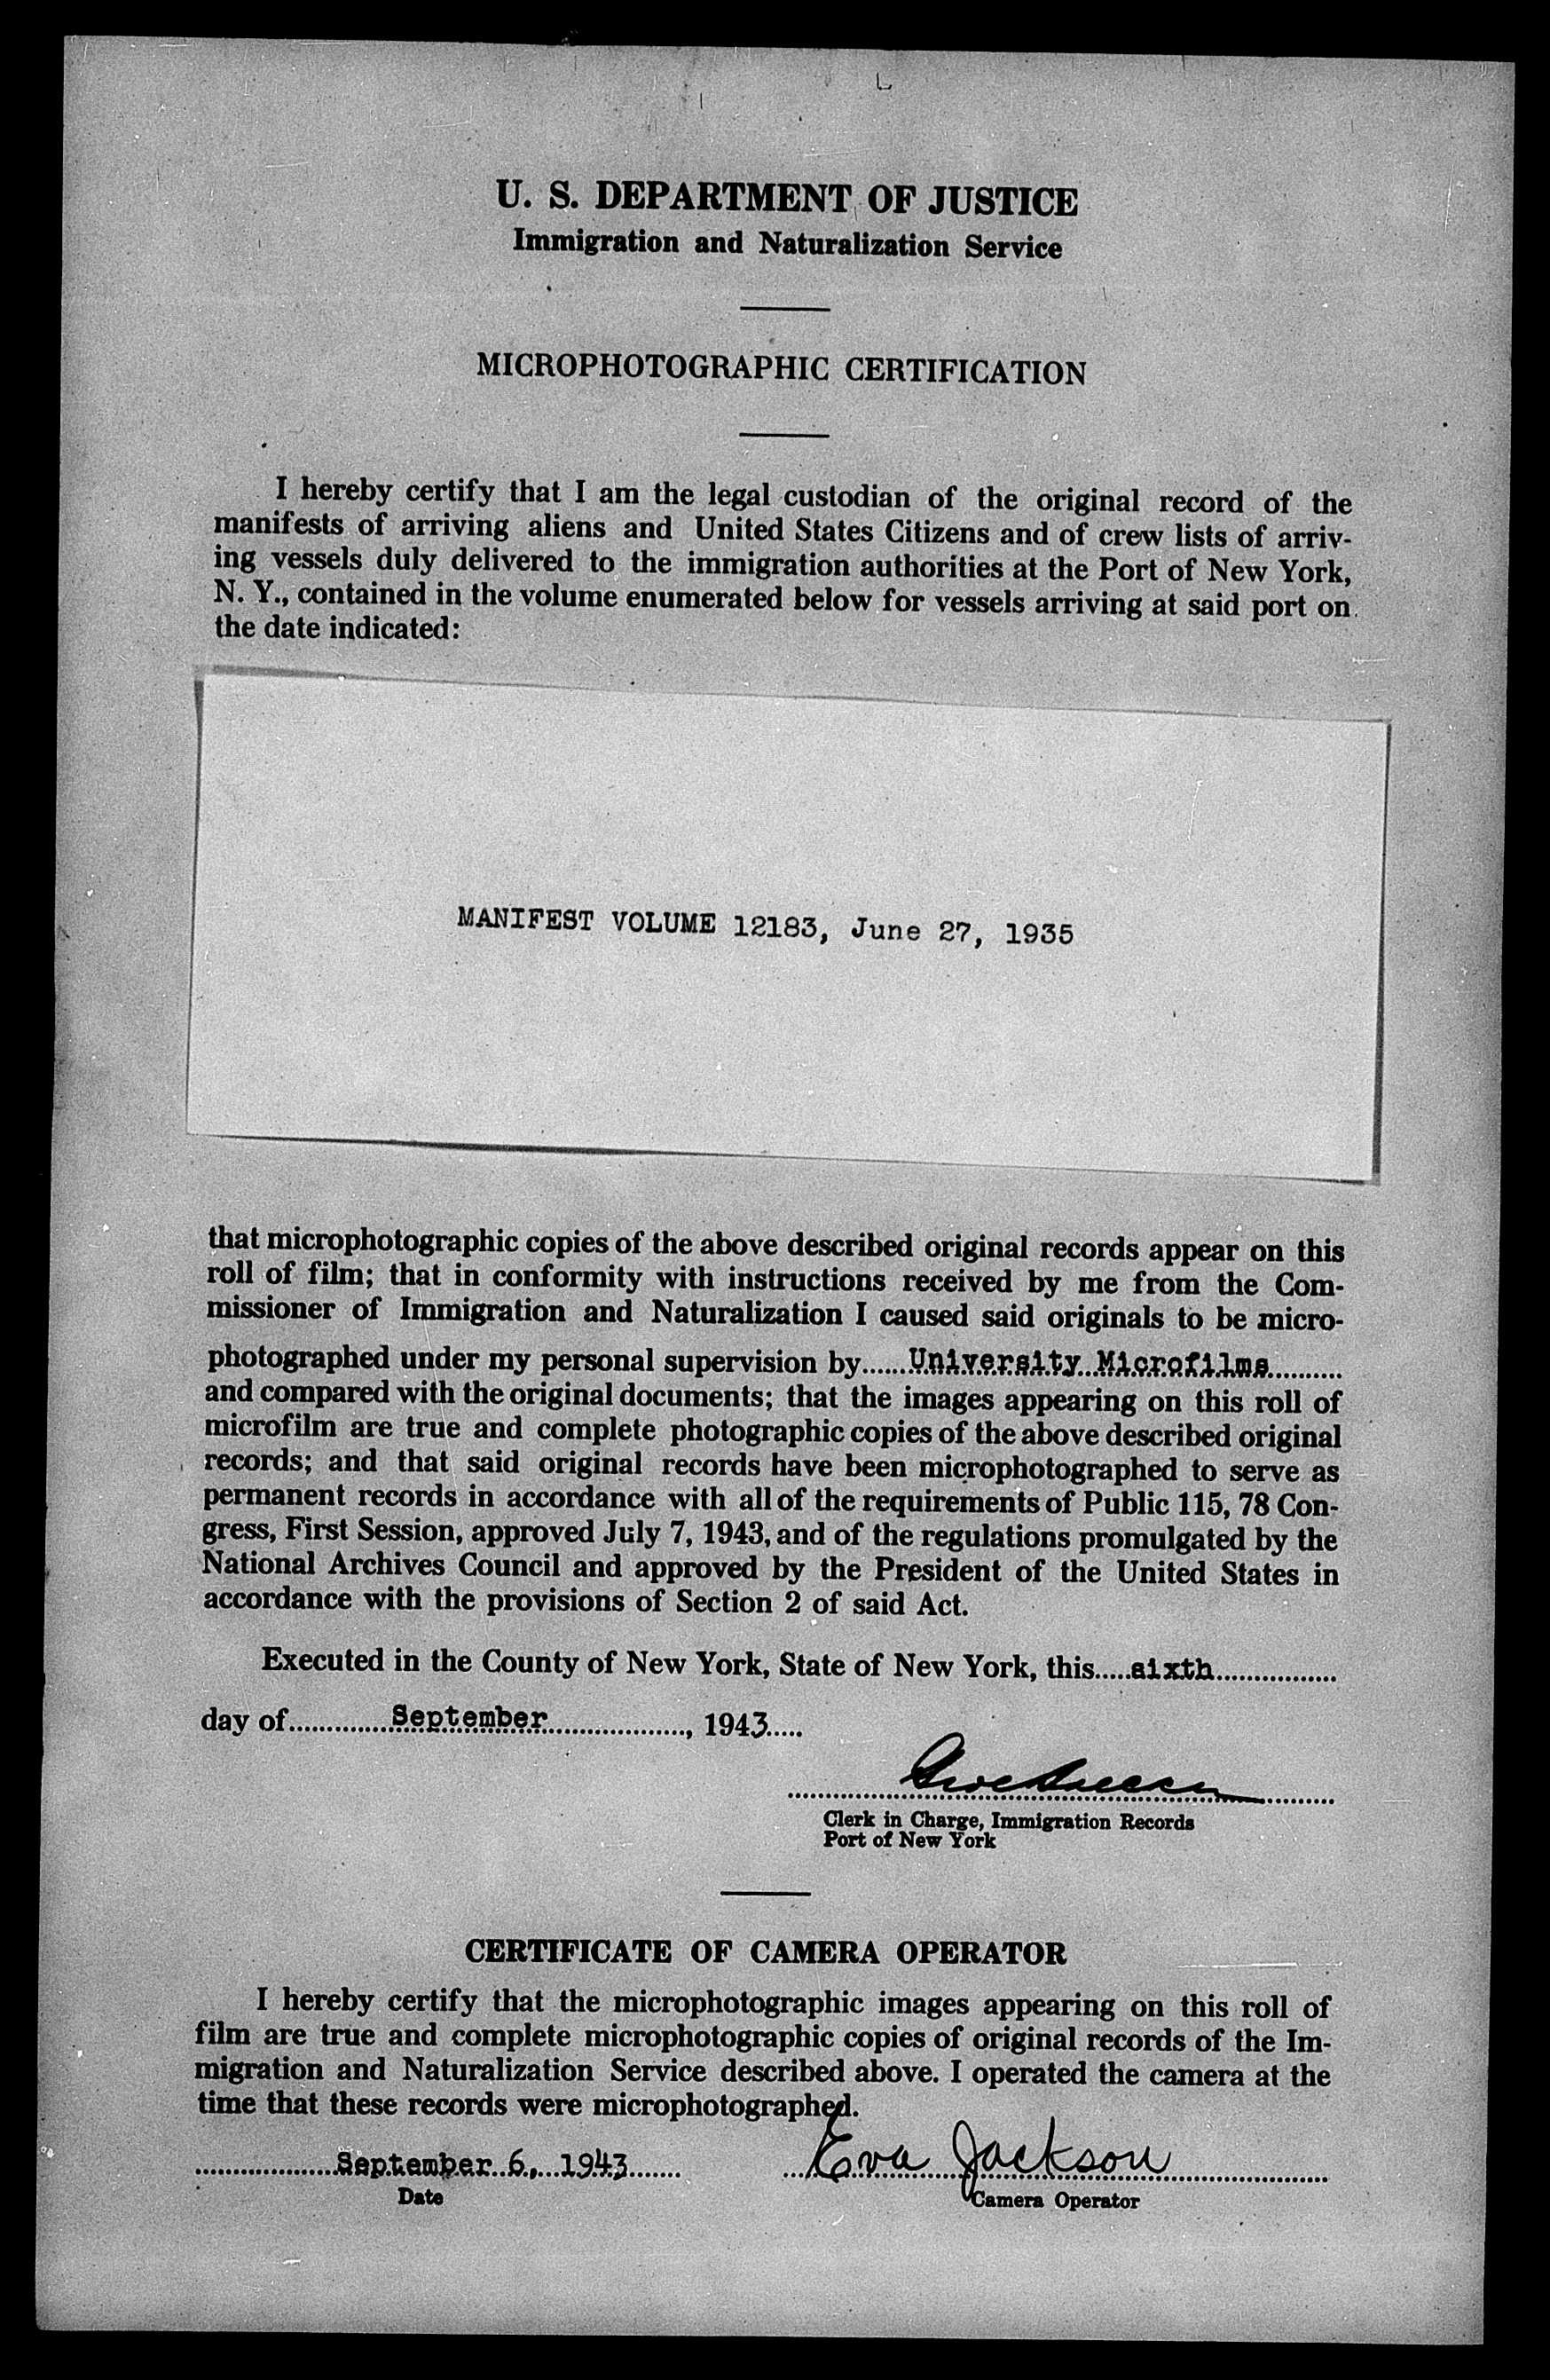 U. S. DEPARTMENT OF JUSTICE
Immigration and Naturalization Service
MICROPHOTOGRAPHIC CERTIFICATION
I hereby certify that I am the legal custodian of the original record of the
manifests of arriving aliens and United States Citizens and of crew lists of arriv-
ing vessels duly delivered to the immigration authorities at the Port of New York,
N. Y., contained in the volume enumerated below for vessels arriving at said port on
the date indicated:
MANIFEST VOLUME 12183, June 27, 1935
that microphotographic copies of the above described original records appear on this
roll of film; that in conformity with instructions received by me from the Com-
missioner of Immigration and Naturalization I caused said originals to be micro-
photographed under my personal supervision by......University Microfilms..........
and compared with the original documents; that the images appearing on this roll of
microfilm are true and complete photographic copies of the above described original
records; and that said original records have been microphotographed to serve as
permanent records in accordance with all of the requirements of Public 115, 78 Con-
gress, First Session, approved July 7, 1943, and of the regulations promulgated by the
National Archives Council and approved by the President of the United States in
accordance with the provisions of Section 2 of said Act.
Executed in the County of New York, State of New York, this.....sixth................
day of.............September..................., 1943.....
Clerk in Charge, Immigration Records
Port of New York
CERTIFICATE OF CAMERA OPERATOR
I hereby certify that the microphotographic images appearing on this roll of
film are true and complete microphotographic copies of original records of the Im-
migration and Naturalization Service described above. I operated the camera at the
time that these records were microphotographed.
September 6, 1943 Eva Jackson
Date Camera Operator